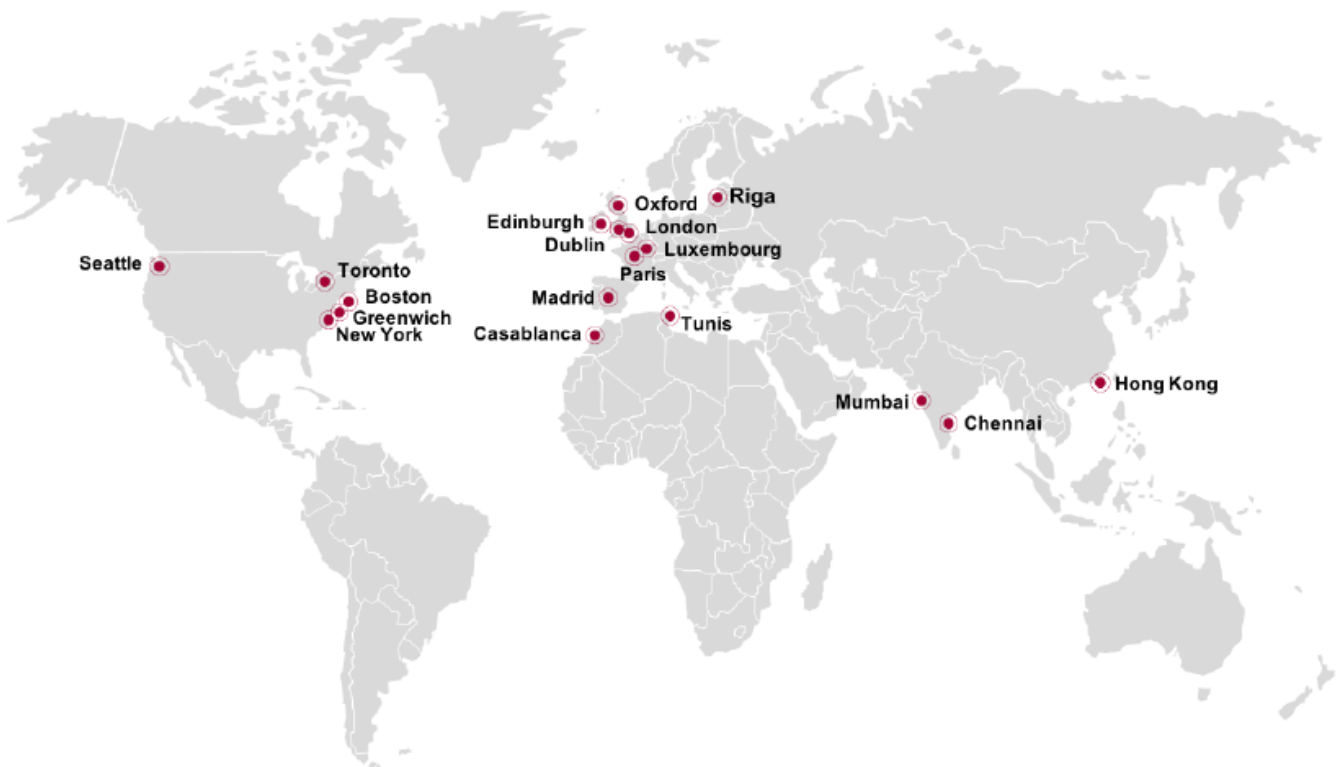 Riga
Oxford
Edinburgh
London
Dublin
Luxembourg
Paris
Seattle
Toronto
Boston
Greenwich
New York
Madrid
Tunis
Casablanca
Hong Kong
Mumbai
Chennai